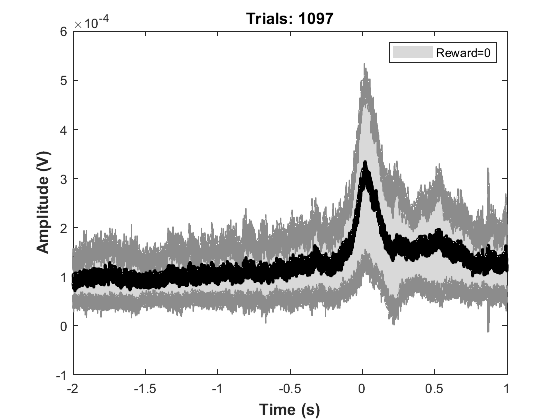 Trials: 1097
×10⁻⁴
Reward=0
6
5
4
3
2
1
0
-1
Amplitude (V)
-2 -1.5 -1 -0.5 0 0.5 1
Time (s)